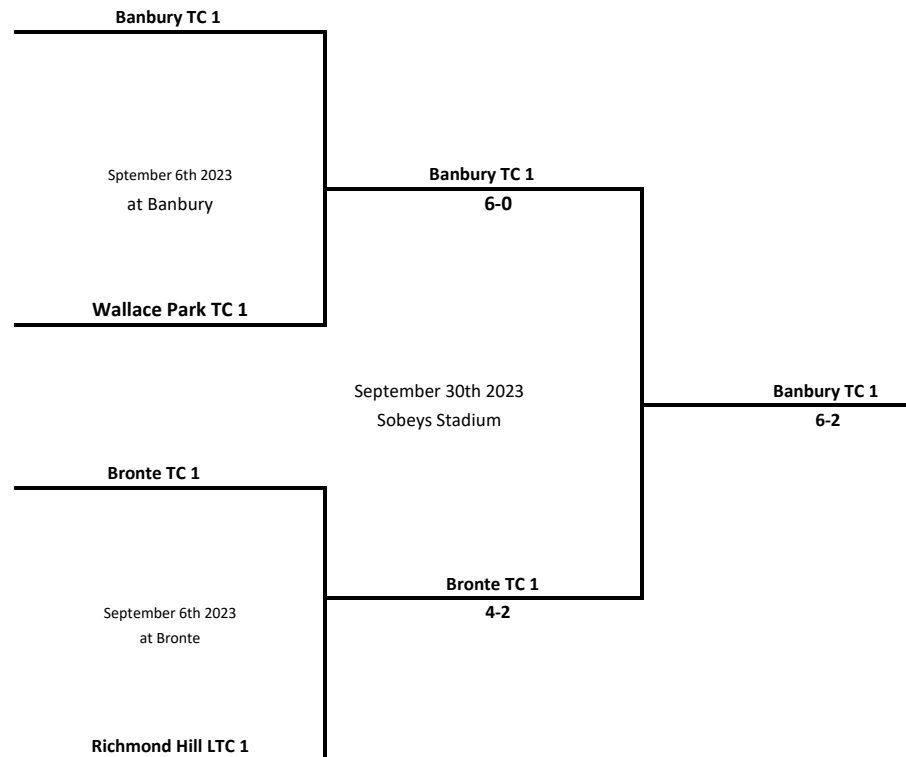 Banbury TC 1
Sptember 6th 2023
at Banbury
Banbury TC 1
6-0
Wallace Park TC 1
September 30th 2023
Sobeys Stadium
Banbury TC 1
6-2
Bronte TC 1
September 6th 2023
at Bronte
Bronte TC 1
4-2
Richmond Hill LTC 1